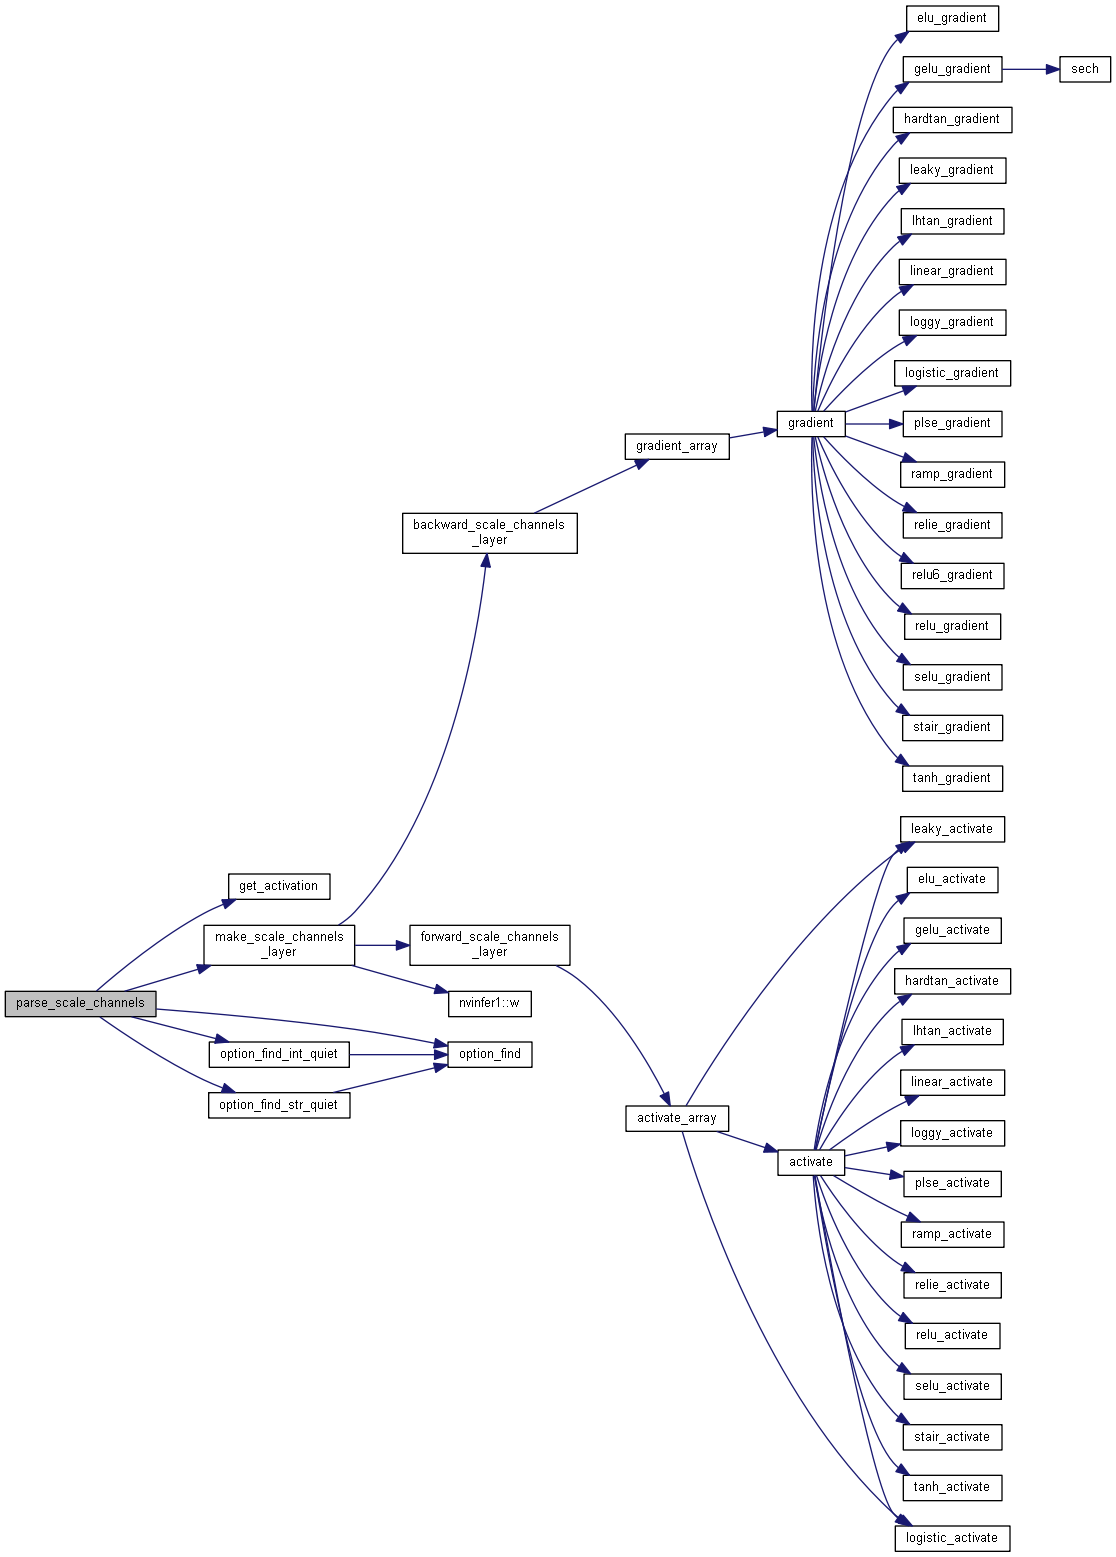 elu_gradient
gelu_gradient
sech
hardtan_gradient
leaky_gradient
lhtan_gradient
linear_gradient
loggy_gradient
logistic_gradient
gradient
plse_gradient
gradient_array
ramp_gradient
backward_scale_channels
_layer
relie_gradient
relu6_gradient
relu_gradient
selu_gradient
stair_gradient
tanh_gradient
leaky_activate
get_activation
elu_activate
make_scale_channels
_layer
forward_scale_channels
_layer
gelu_activate
hardtan_activate
parse_scale_channels
nvinfer1::w
lhtan_activate
option_find_int_quiet
option_find
linear_activate
option_find_str_quiet
activate_array
loggy_activate
activate
plse_activate
ramp_activate
relie_activate
relu_activate
selu_activate
stair_activate
tanh_activate
logistic_activate